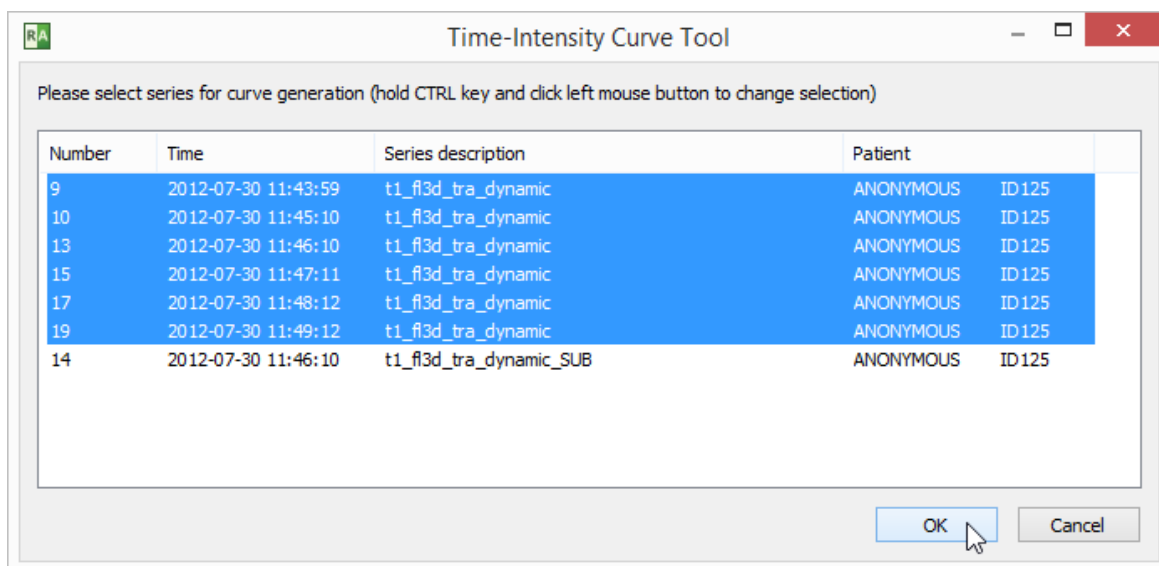 RA Time-Intensity Curve Tool
Please select series for curve generation (hold CTRL key and click left mouse button to change selection)
Number Time Series description Patient
9 2012-07-30 11:43:59 t1_fl3d_tra_dynamic ANONYMOUS ID125
10 2012-07-30 11:45:10 t1_fl3d_tra_dynamic ANONYMOUS ID125
13 2012-07-30 11:46:10 t1_fl3d_tra_dynamic ANONYMOUS ID125
15 2012-07-30 11:47:11 t1_fl3d_tra_dynamic ANONYMOUS ID125
17 2012-07-30 11:48:12 t1_fl3d_tra_dynamic ANONYMOUS ID125
19 2012-07-30 11:49:12 t1_fl3d_tra_dynamic ANONYMOUS ID125
14 2012-07-30 11:46:10 t1_fl3d_tra_dynamic_SUB ANONYMOUS ID125
OK Cancel